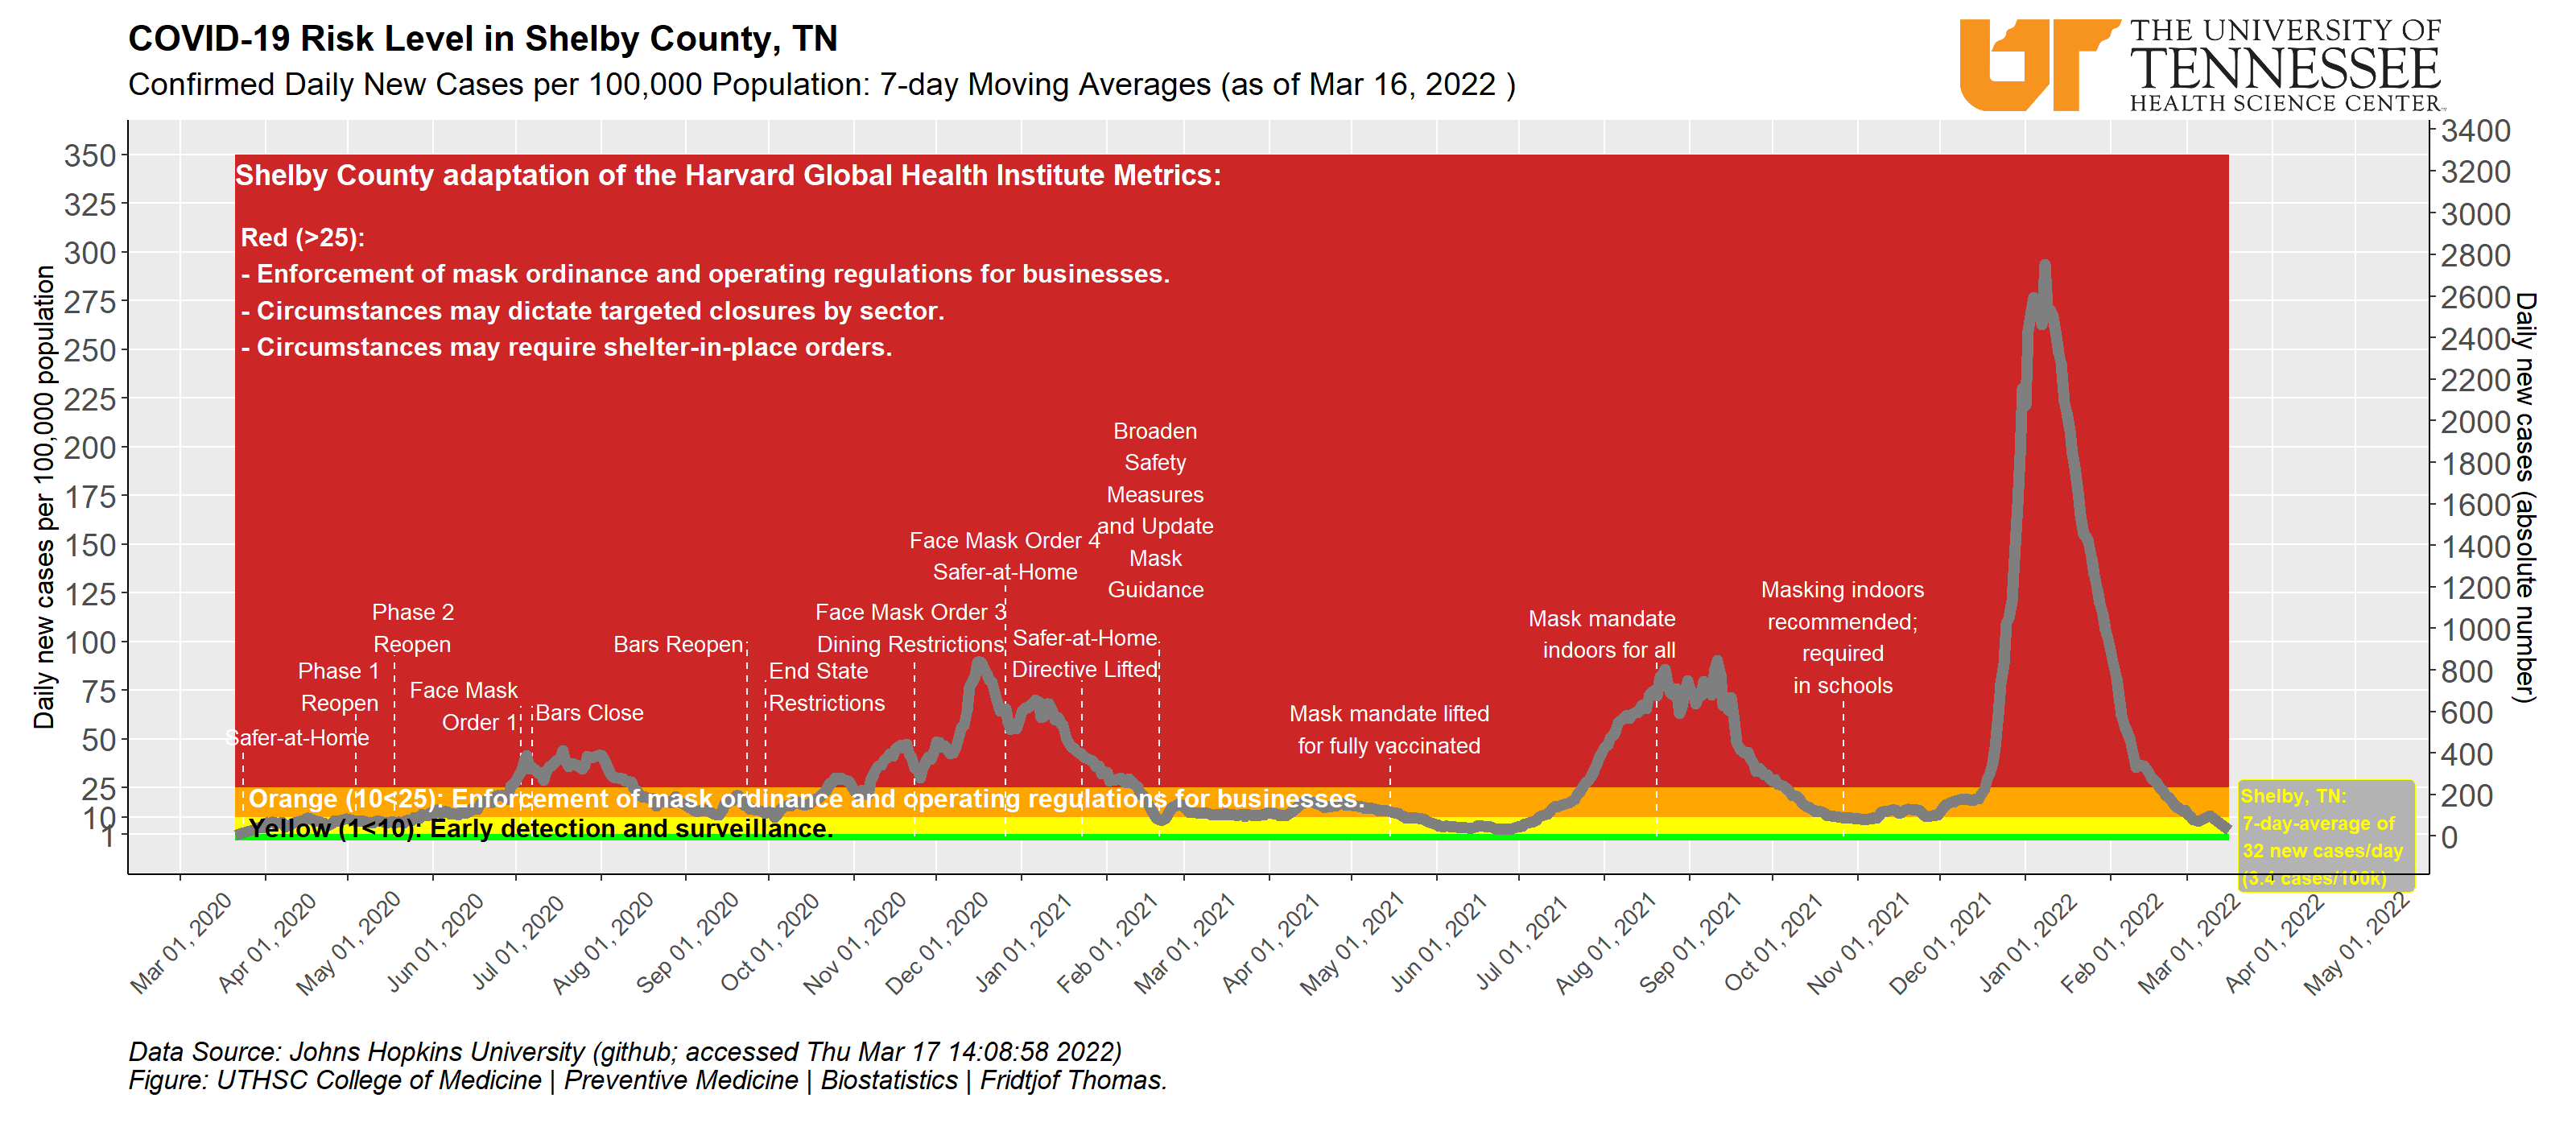 COVID-19 Risk Level in Shelby County, TN
Confirmed Daily New Cases per 100,000 Population: 7-day Moving Averages (as of Mar 16, 2022 )
UT
THE UNIVERSITY OF
TENNESSEE
HEALTH SCIENCE CENTER
Daily new cases per 100,000 population
350
325
300
275
250
225
200
175
150
125
100
75
50
25
10
1
Shelby County adaptation of the Harvard Global Health Institute Metrics:
Red (>25):
- Enforcement of mask ordinance and operating regulations for businesses.
- Circumstances may dictate targeted closures by sector.
- Circumstances may require shelter-in-place orders.
Safer-at-Home
Phase 1
Reopen
Phase 2
Reopen
Face Mask
Order 1
Bars Close
Bars Reopen
End State
Restrictions
Face Mask Order 3
Dining Restrictions
Face Mask Order 4
Safer-at-Home
Safer-at-Home
Directive Lifted
Broaden
Safety
Measures
and Update
Mask
Guidance
Mask mandate lifted
for fully vaccinated
Mask mandate
indoors for all
Masking indoors
recommended;
required
in schools
Orange (10<25): Enforcement of mask ordinance and operating regulations for businesses.
Yellow (1<10): Early detection and surveillance.
Shelby, TN:
7-day-average of
32 new cases/day
(3.4 cases/100k)
3400
3200
3000
2800
2600
2400
2200
2000
1800
1600
1400
1200
1000
800
600
400
200
0
Daily new cases (absolute number)
Mar 01, 2020
Apr 01, 2020
May 01, 2020
Jun 01, 2020
Jul 01, 2020
Aug 01, 2020
Sep 01, 2020
Oct 01, 2020
Nov 01, 2020
Dec 01, 2020
Jan 01, 2021
Feb 01, 2021
Mar 01, 2021
Apr 01, 2021
May 01, 2021
Jun 01, 2021
Jul 01, 2021
Aug 01, 2021
Sep 01, 2021
Oct 01, 2021
Nov 01, 2021
Dec 01, 2021
Jan 01, 2022
Feb 01, 2022
Mar 01, 2022
Apr 01, 2022
May 01, 2022
Data Source: Johns Hopkins University (github; accessed Thu Mar 17 14:08:58 2022)
Figure: UTHSC College of Medicine | Preventive Medicine | Biostatistics | Fridtjof Thomas.